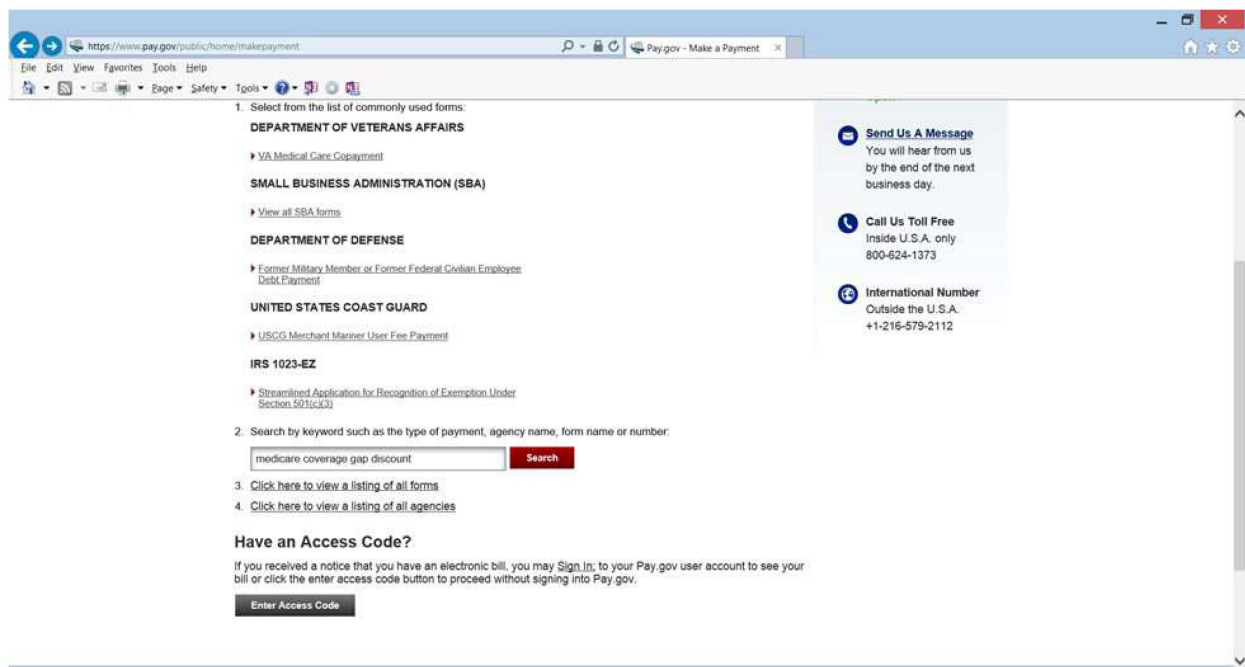 https://www.pay.gov/public/home/makepayment
Pay.gov - Make a Payment
File Edit View Favorites Tools Help
Page Safety Tools
1. Select from the list of commonly used forms:
DEPARTMENT OF VETERANS AFFAIRS
VA Medical Care Copayment
SMALL BUSINESS ADMINISTRATION (SBA)
View all SBA forms
DEPARTMENT OF DEFENSE
Former Military Member or Former Federal Civilian Employee
Debt Payment
UNITED STATES COAST GUARD
USCG Merchant Mariner User Fee Payment
IRS 1023-EZ
Streamlined Application for Recognition of Exemption Under
Section 501(c)(3)
2. Search by keyword such as the type of payment, agency name, form name or number:
medicare coverage gap discount
Search
3. Click here to view a listing of all forms
4. Click here to view a listing of all agencies
Have an Access Code?
If you received a notice that you have an electronic bill, you may Sign In; to your Pay.gov user account to see your
bill or click the enter access code button to proceed without signing into Pay.gov.
Enter Access Code
Send Us A Message
You will hear from us
by the end of the next
business day.
Call Us Toll Free
Inside U.S.A. only
800-624-1373
International Number
Outside the U.S.A.
+1-216-579-2112